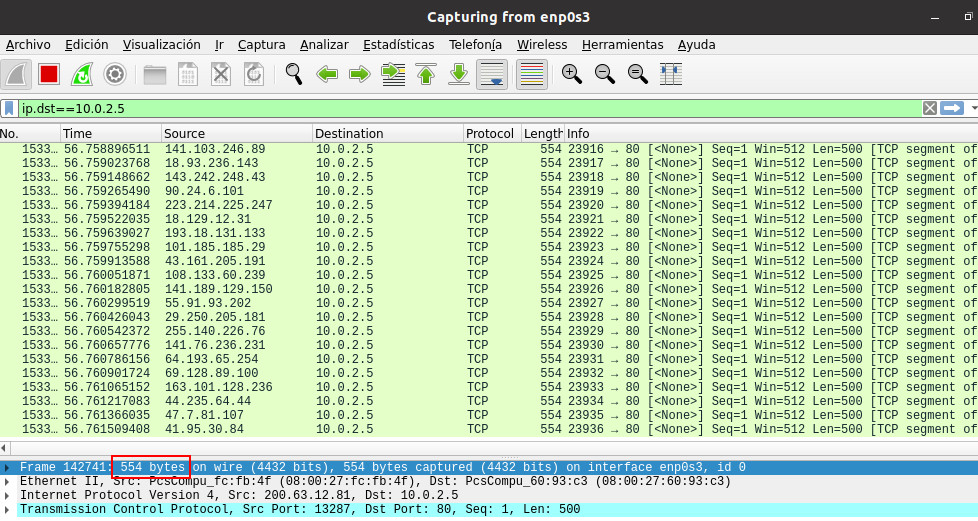 Capturing from enp0s3
Archivo Edición Visualización Ir Captura Analizar Estadísticas Telefonía Wireless Herramientas Ayuda
ip.dst==10.0.2.5
No. Time Source Destination Protocol Length Info
1533… 56.758896511 141.103.246.89 10.0.2.5 TCP 554 23916 → 80 [<None>] Seq=1 Win=512 Len=500 [TCP segment of
1533… 56.759023768 18.93.236.143 10.0.2.5 TCP 554 23917 → 80 [<None>] Seq=1 Win=512 Len=500 [TCP segment of
1533… 56.759148662 143.242.248.43 10.0.2.5 TCP 554 23918 → 80 [<None>] Seq=1 Win=512 Len=500 [TCP segment of
1533… 56.759265490 90.24.6.101 10.0.2.5 TCP 554 23919 → 80 [<None>] Seq=1 Win=512 Len=500 [TCP segment of
1533… 56.759394184 223.214.225.247 10.0.2.5 TCP 554 23920 → 80 [<None>] Seq=1 Win=512 Len=500 [TCP segment of
1533… 56.759522035 18.129.12.31 10.0.2.5 TCP 554 23921 → 80 [<None>] Seq=1 Win=512 Len=500 [TCP segment of
1533… 56.759639027 193.18.131.133 10.0.2.5 TCP 554 23922 → 80 [<None>] Seq=1 Win=512 Len=500 [TCP segment of
1533… 56.759755298 101.185.185.29 10.0.2.5 TCP 554 23923 → 80 [<None>] Seq=1 Win=512 Len=500 [TCP segment of
1533… 56.759913588 43.161.205.191 10.0.2.5 TCP 554 23924 → 80 [<None>] Seq=1 Win=512 Len=500 [TCP segment of
1533… 56.760051871 108.133.60.239 10.0.2.5 TCP 554 23925 → 80 [<None>] Seq=1 Win=512 Len=500 [TCP segment of
1533… 56.760182805 141.189.129.150 10.0.2.5 TCP 554 23926 → 80 [<None>] Seq=1 Win=512 Len=500 [TCP segment of
1533… 56.760299519 55.91.93.202 10.0.2.5 TCP 554 23927 → 80 [<None>] Seq=1 Win=512 Len=500 [TCP segment of
1533… 56.760426043 29.250.205.181 10.0.2.5 TCP 554 23928 → 80 [<None>] Seq=1 Win=512 Len=500 [TCP segment of
1533… 56.760542372 255.140.226.76 10.0.2.5 TCP 554 23929 → 80 [<None>] Seq=1 Win=512 Len=500 [TCP segment of
1533… 56.760657776 141.76.236.231 10.0.2.5 TCP 554 23930 → 80 [<None>] Seq=1 Win=512 Len=500 [TCP segment of
1533… 56.760786156 64.193.65.254 10.0.2.5 TCP 554 23931 → 80 [<None>] Seq=1 Win=512 Len=500 [TCP segment of
1533… 56.760901724 69.128.89.100 10.0.2.5 TCP 554 23932 → 80 [<None>] Seq=1 Win=512 Len=500 [TCP segment of
1533… 56.761065152 163.101.128.236 10.0.2.5 TCP 554 23933 → 80 [<None>] Seq=1 Win=512 Len=500 [TCP segment of
1533… 56.761217083 44.235.64.44 10.0.2.5 TCP 554 23934 → 80 [<None>] Seq=1 Win=512 Len=500 [TCP segment of
1533… 56.761366035 47.7.81.107 10.0.2.5 TCP 554 23935 → 80 [<None>] Seq=1 Win=512 Len=500 [TCP segment of
1533… 56.761509408 41.95.30.84 10.0.2.5 TCP 554 23936 → 80 [<None>] Seq=1 Win=512 Len=500 [TCP segment of
Frame 142741: 554 bytes on wire (4432 bits), 554 bytes captured (4432 bits) on interface enp0s3, id 0
Ethernet II, Src: PcsCompu_fc:fb:4f (08:00:27:fc:fb:4f), Dst: PcsCompu_60:93:c3 (08:00:27:60:93:c3)
Internet Protocol Version 4, Src: 200.63.12.81, Dst: 10.0.2.5
Transmission Control Protocol, Src Port: 13287, Dst Port: 80, Seq: 1, Len: 500